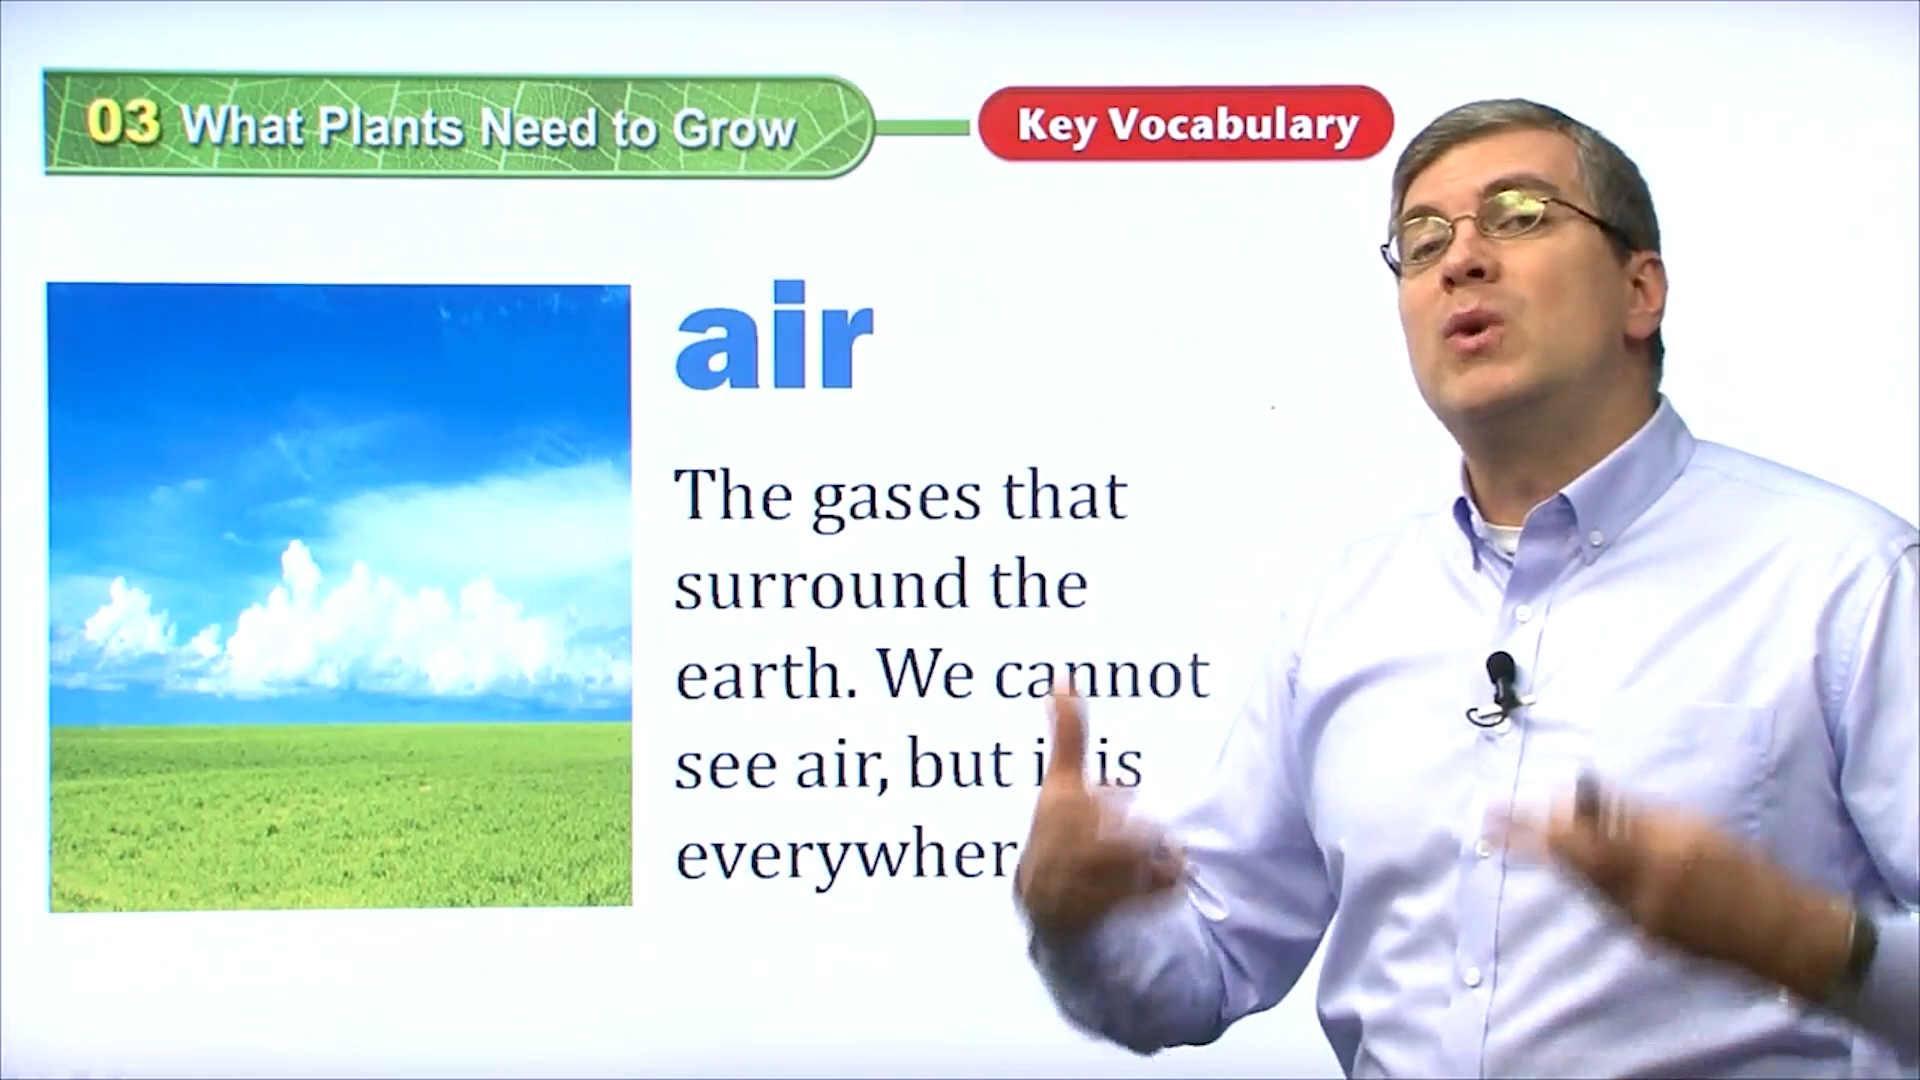 03 What Plants Need to Grow
Key Vocabulary
air
The gases that
surround the
earth. We cannot
see air, but is